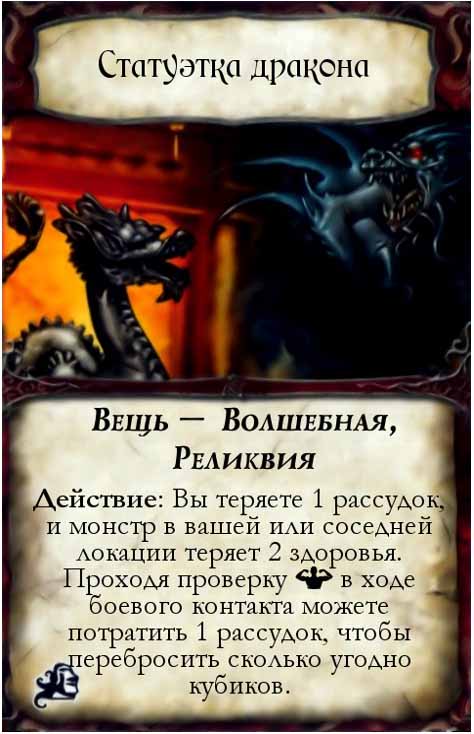 Статуэтка дракона
Вещь — Волшебная,
Реликвия
Действие: Вы теряете 1 рассудок,
и монстр в вашей или соседней
локации теряет 2 здоровья.
Проходя проверку в ходе
боевого контакта можете
потратить 1 рассудок, чтобы
перебросить сколько угодно
кубиков.